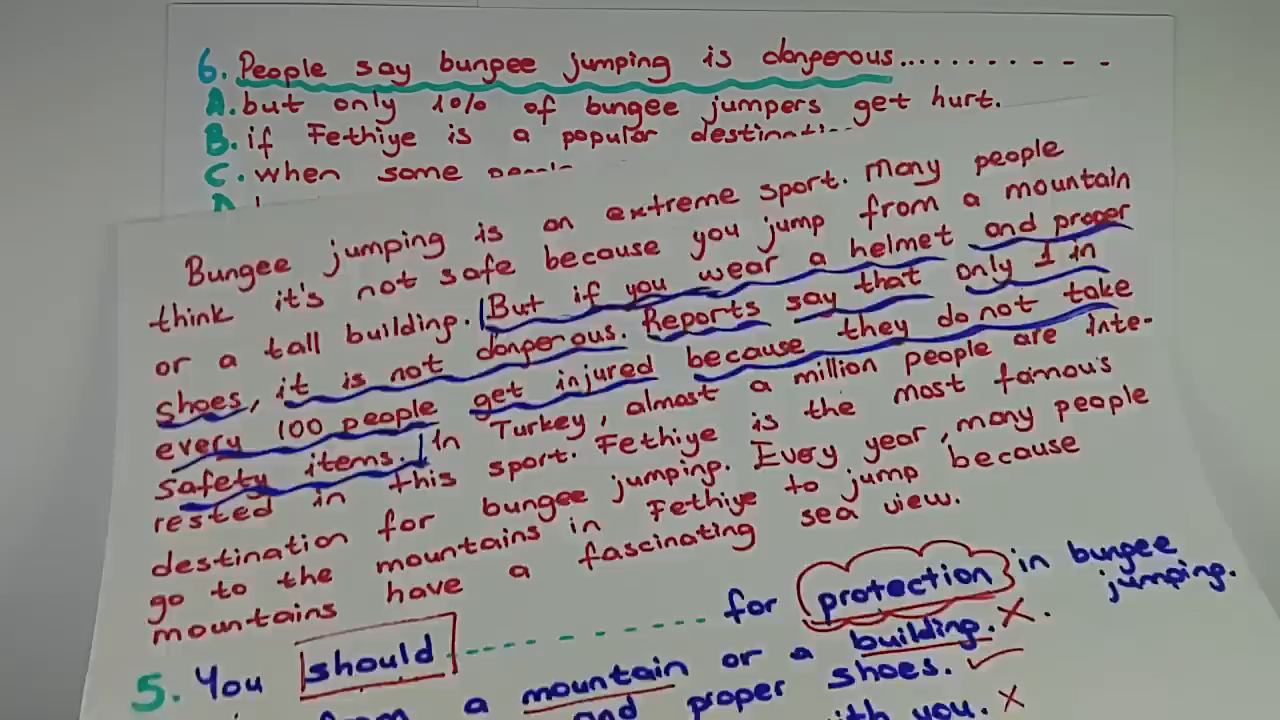 6. People say bungee jumping is dangerous..........
A. but only 10% of bungee jumpers get hurt.
B. if Fethiye is a popular
C. when some
Bungee jumping is an extreme sport. Many people
think it's not safe because you jump from a mountain
or a tall building. But if you wear a helmet and proper
shoes, it is not dangerous. Reports say that only 1 in
every 100 people get injured because they do not take
safety items. In Turkey, almost a million people are inte-
rested in this sport. Fethiye is the most famous
destination for bungee jumping. Every year, many people
go to the mountains in Fethiye to jump because
mountains have a fascinating sea view.
5. You should ---------- for protection in bungee
jumping.
from a mountain or a building. X.
and proper shoes. ✓
with you. X